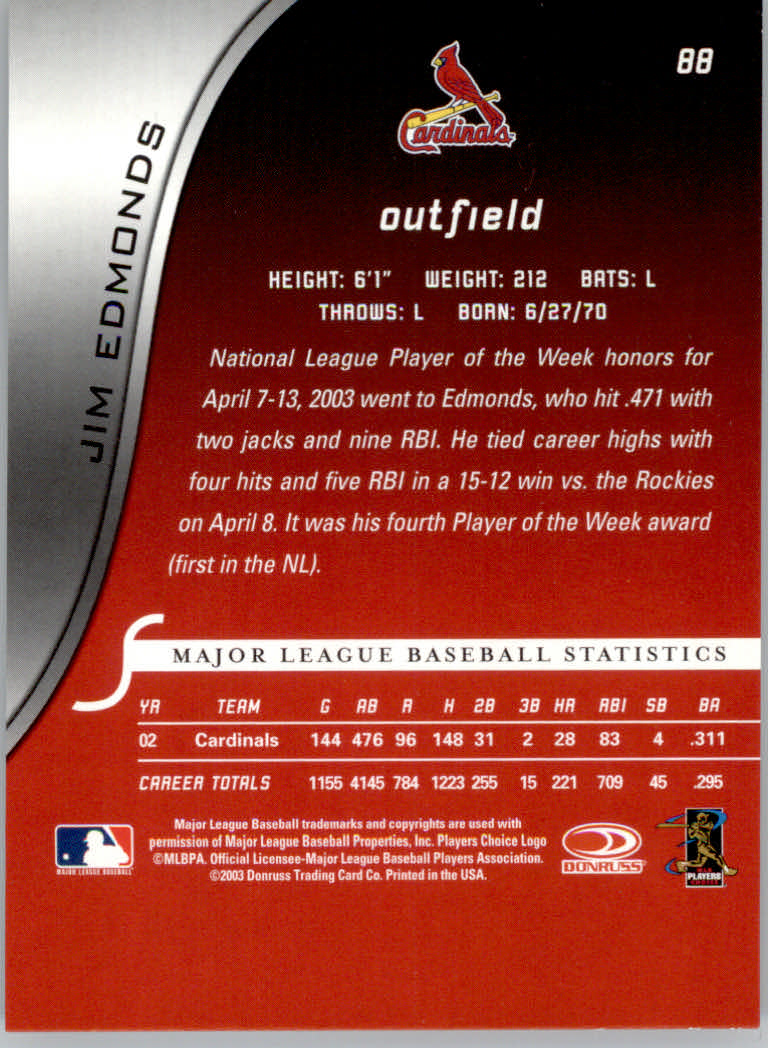 88
Cardinals
JIM EDMONDS
outfield
HEIGHT: 6'1" WEIGHT: 212 BATS: L
THROWS: L BORN: 6/27/70
National League Player of the Week honors for
April 7-13, 2003 went to Edmonds, who hit .471 with
two jacks and nine RBI. He tied career highs with
four hits and five RBI in a 15-12 win vs. the Rockies
on April 8. It was his fourth Player of the Week award
(first in the NL).
MAJOR LEAGUE BASEBALL STATISTICS
YR TEAM G AB R H 2B 3B HR RBI SB BA
02 Cardinals 144 476 96 148 31 2 28 83 4 .311
CAREER TOTALS 1155 4145 784 1223 255 15 221 709 45 .295
Major League Baseball trademarks and copyrights are used with
permission of Major League Baseball Properties, Inc. Players Choice Logo
©MLBPA. Official Licensee-Major League Baseball Players Association.
©2003 Donruss Trading Card Co. Printed in the USA.
MAJOR LEAGUE BASEBALL
DONRUSS
PLAYERS
CHOICE